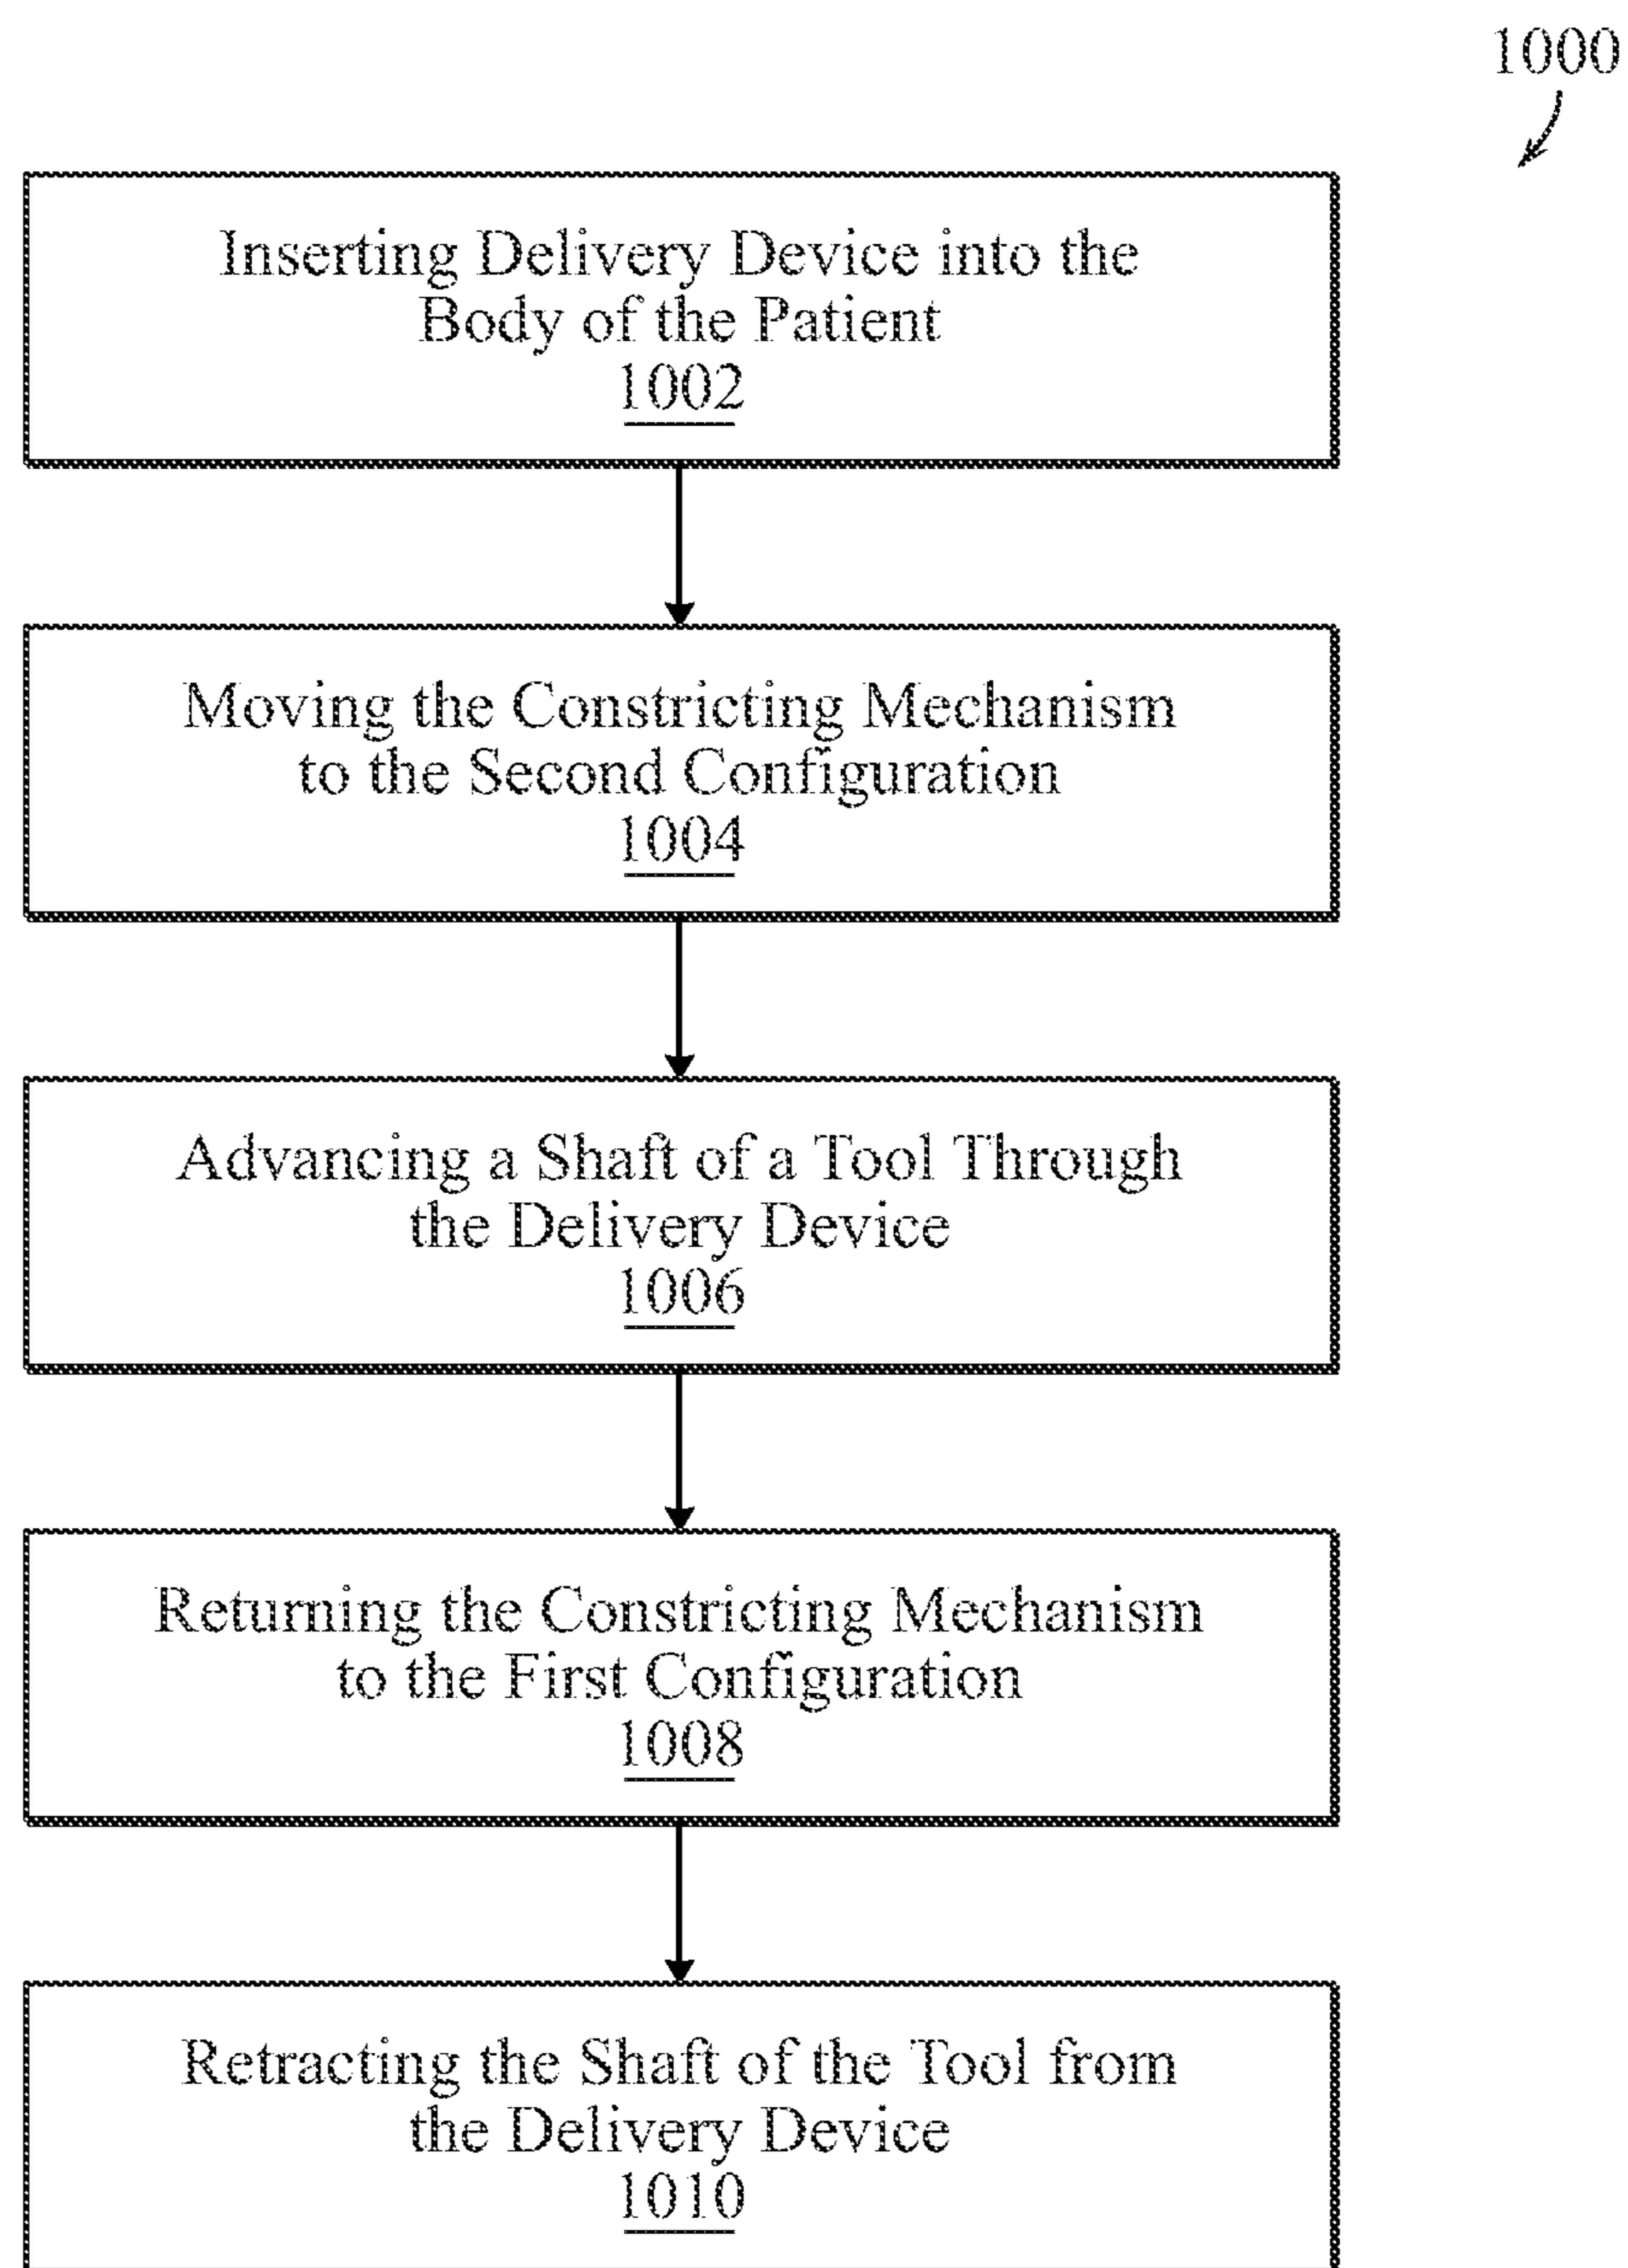 1000
Inserting Delivery Device into the
Body of the Patient
1002
Moving the Constricting Mechanism
to the Second Configuration
1004
Advancing a Shaft of a Tool Through
the Delivery Device
1006
Returning the Constricting Mechanism
to the First Configuration
1008
Retracting the Shaft of the Tool from
the Delivery Device
1010